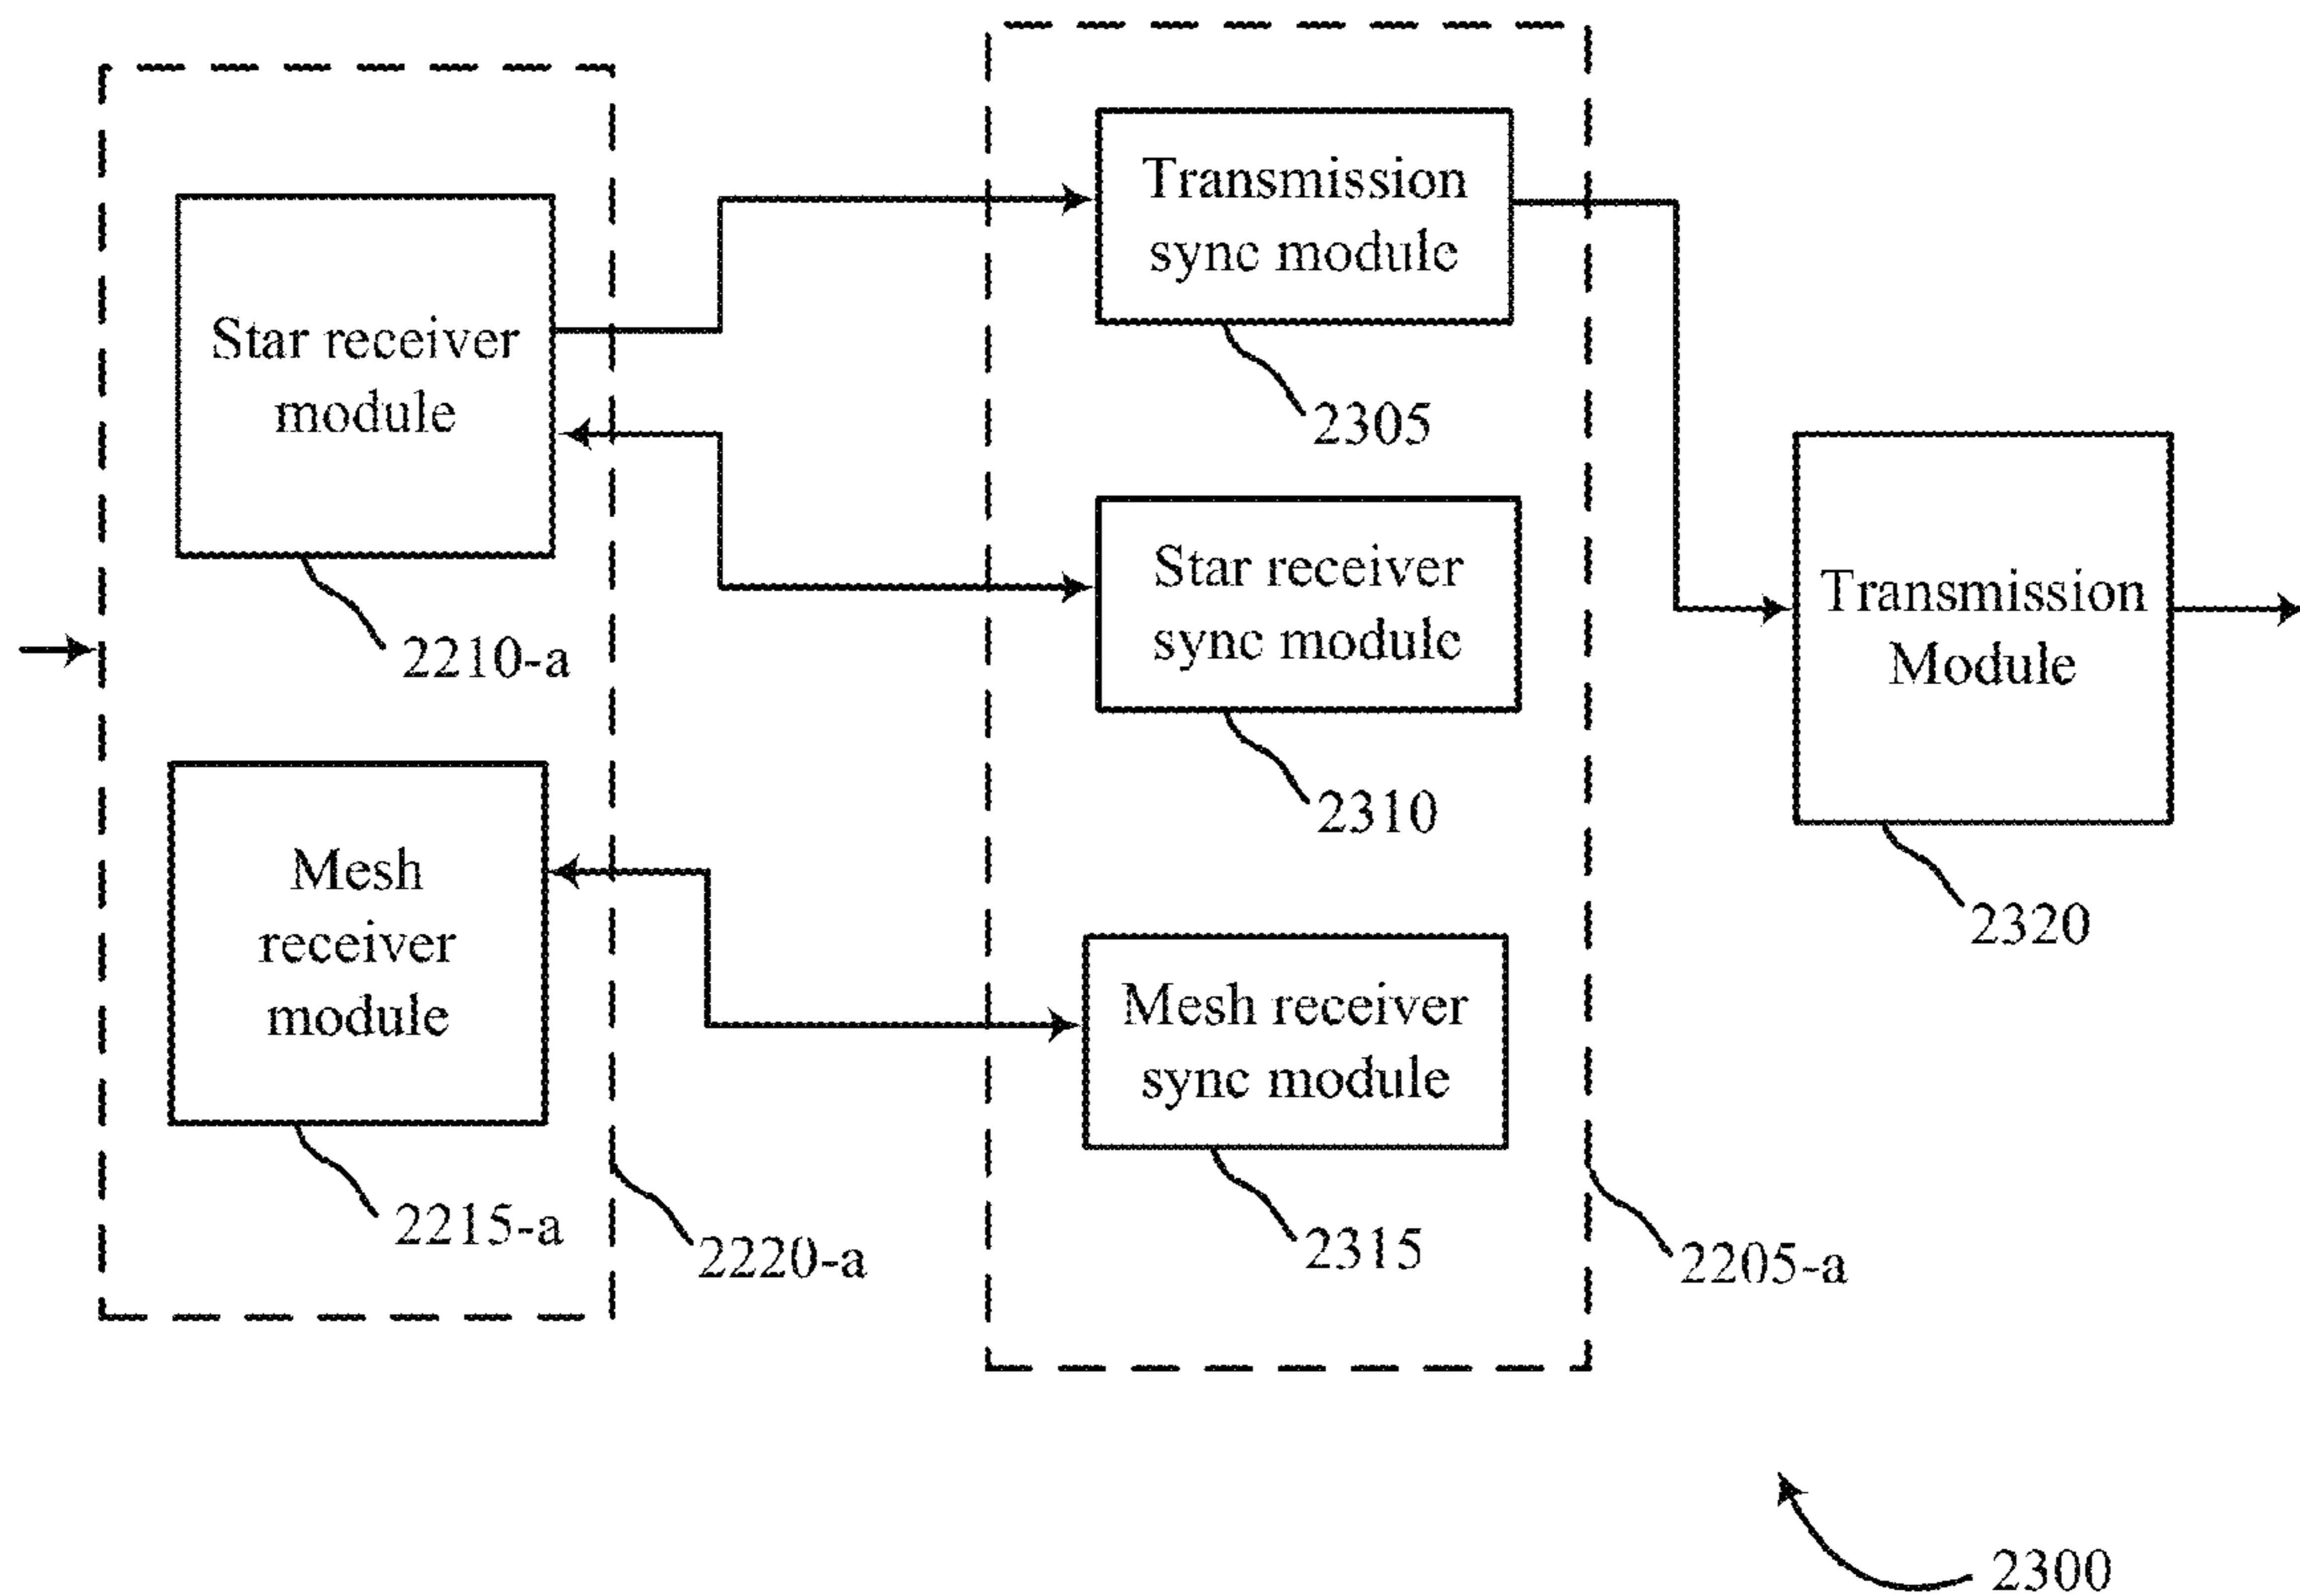 Transmission
sync module
2305
Star receiver
module
2210-a
Star receiver
sync module
2310
Transmission
Module
2320
Mesh
receiver
module
2215-a
2220-a
Mesh receiver
sync module
2315
2205-a
2300